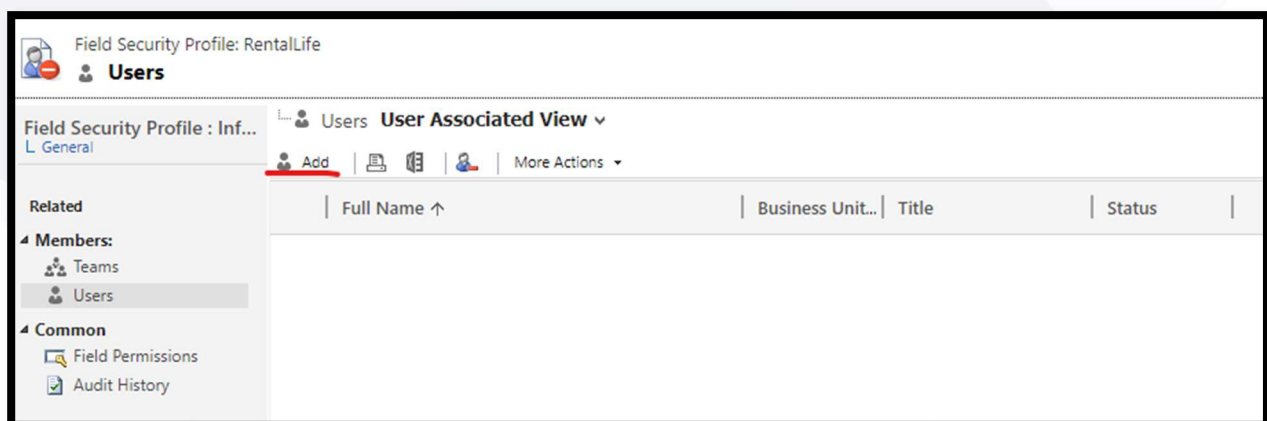 Field Security Profile: RentalLife
Users
Field Security Profile : Inf...
General
Related
Members:
Teams
Users
Common
Field Permissions
Audit History
Users User Associated View
Add More Actions
Full Name Business Unit... Title Status